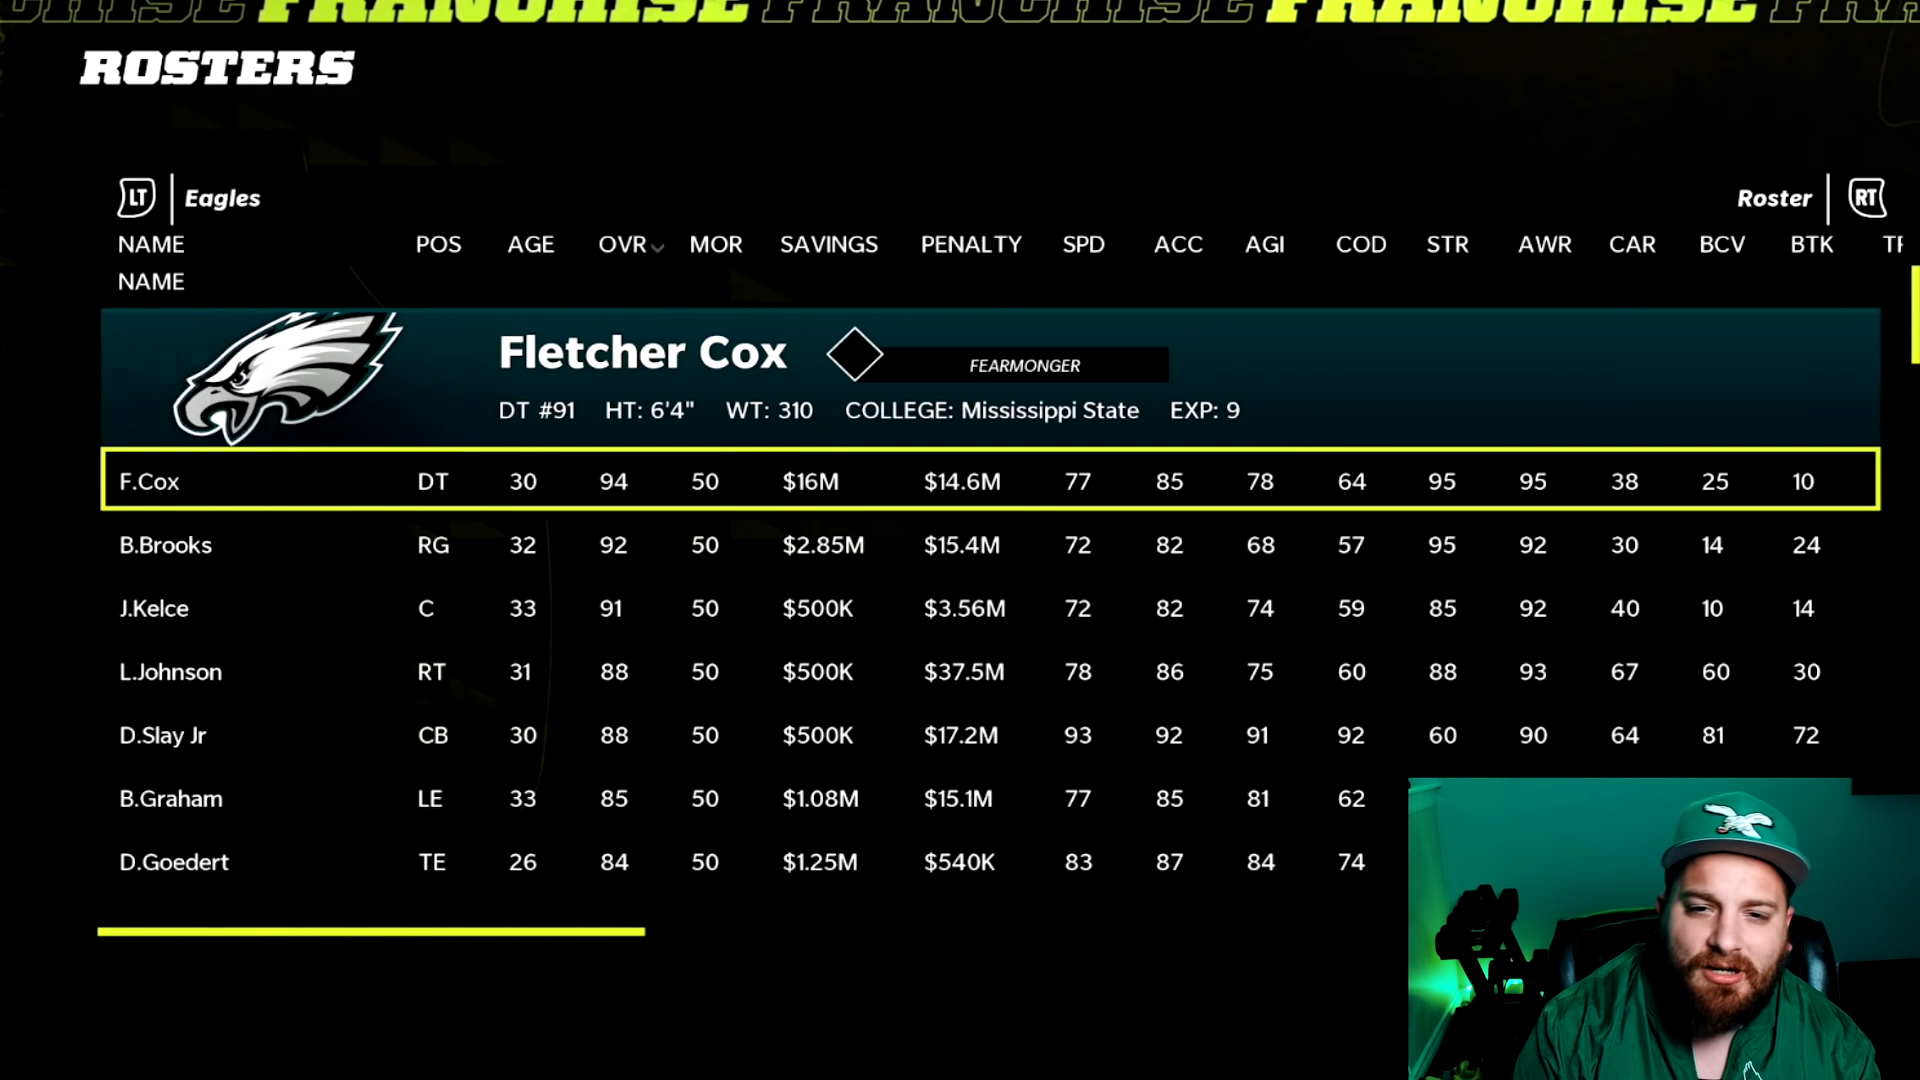 CHISE FRANCHISE FRANCHISE FRANCHISE FRA
ROSTERS
LT Eagles Roster RT
NAME POS AGE OVR MOR SAVINGS PENALTY SPD ACC AGI COD STR AWR CAR BCV BTK
NAME
Fletcher Cox FEARMONGER
DT #91 HT: 6'4" WT: 310 COLLEGE: Mississippi State EXP: 9
F.Cox DT 30 94 50 $16M $14.6M 77 85 78 64 95 95 38 25 10
B.Brooks RG 32 92 50 $2.85M $15.4M 72 82 68 57 95 92 30 14 24
J.Kelce C 33 91 50 $500K $3.56M 72 82 74 59 85 92 40 10 14
L.Johnson RT 31 88 50 $500K $37.5M 78 86 75 60 88 93 67 60 30
D.Slay Jr CB 30 88 50 $500K $17.2M 93 92 91 92 60 90 64 81 72
B.Graham LE 33 85 50 $1.08M $15.1M 77 85 81 62
D.Goedert TE 26 84 50 $1.25M $540K 83 87 84 74